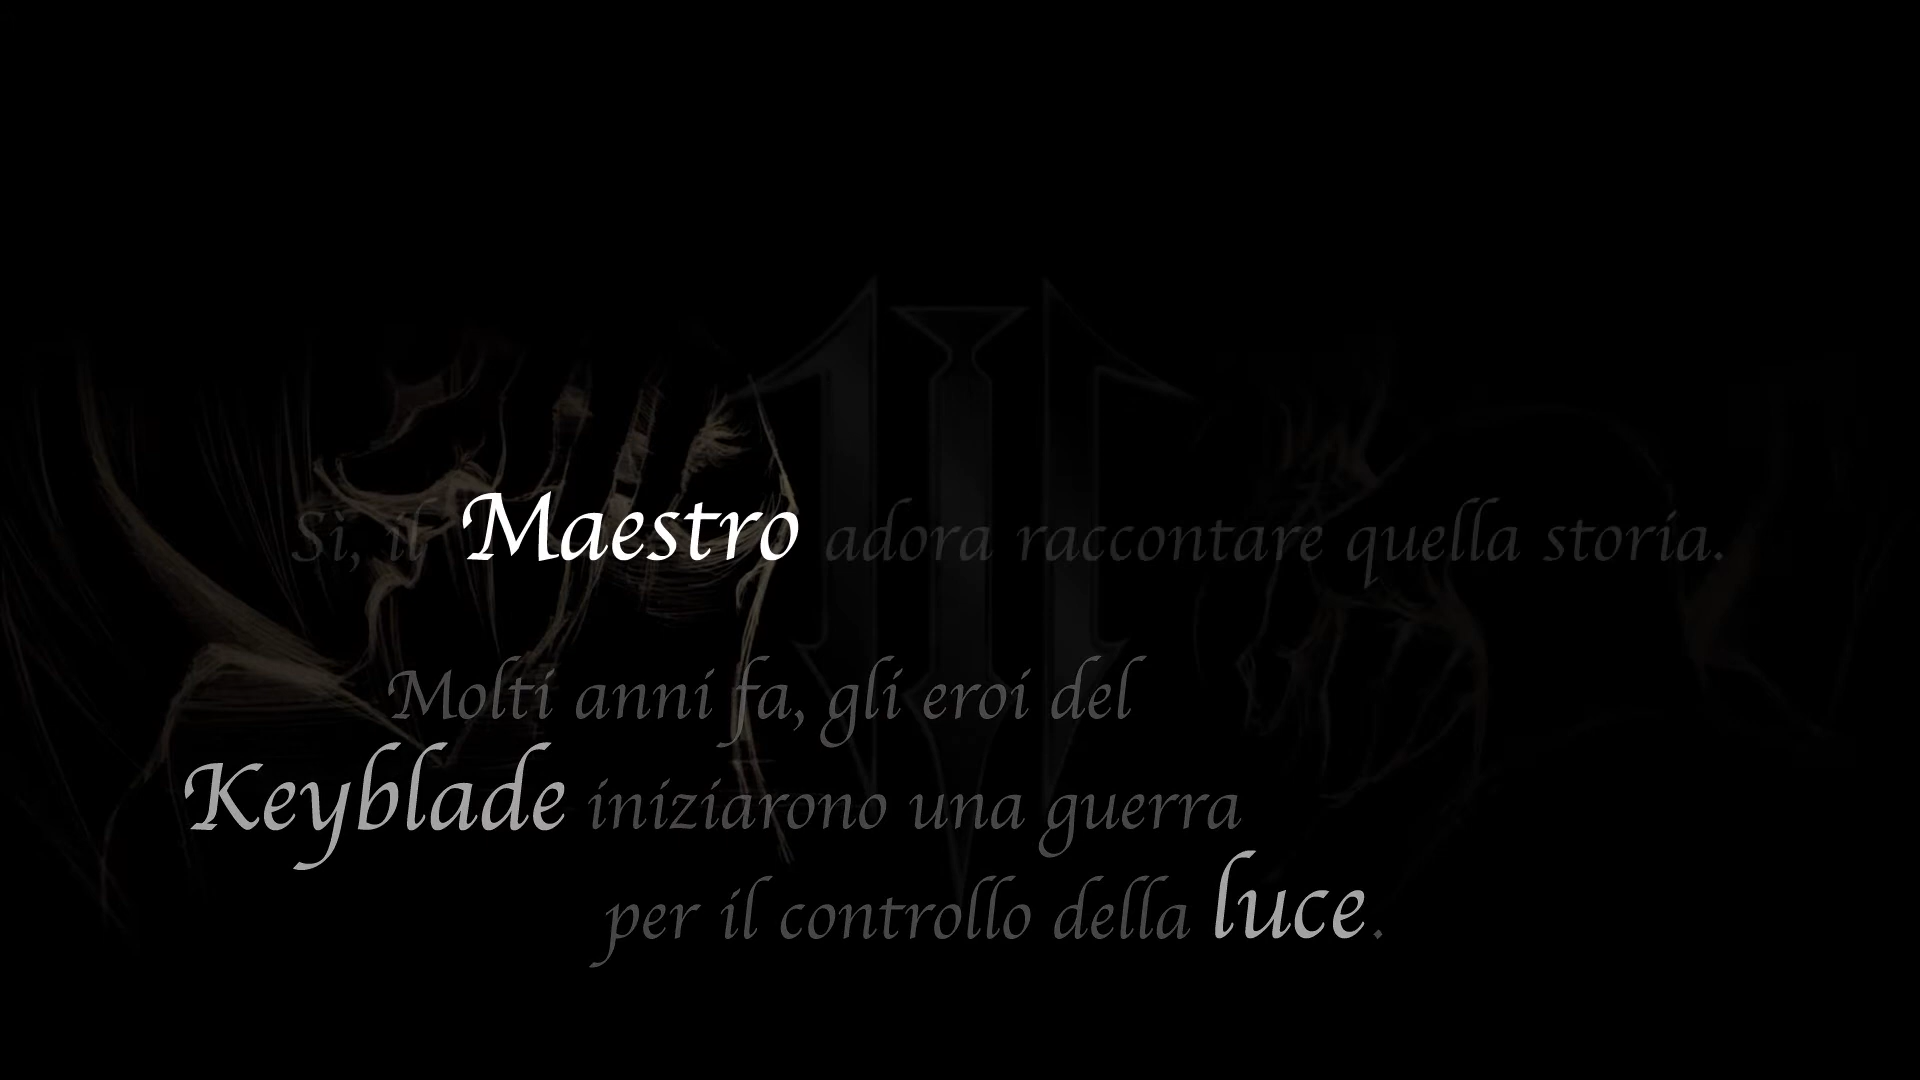 Sì, il Maestro adora raccontare quella storia.
Molti anni fa, gli eroi del
Keyblade iniziarono una guerra
per il controllo della luce.